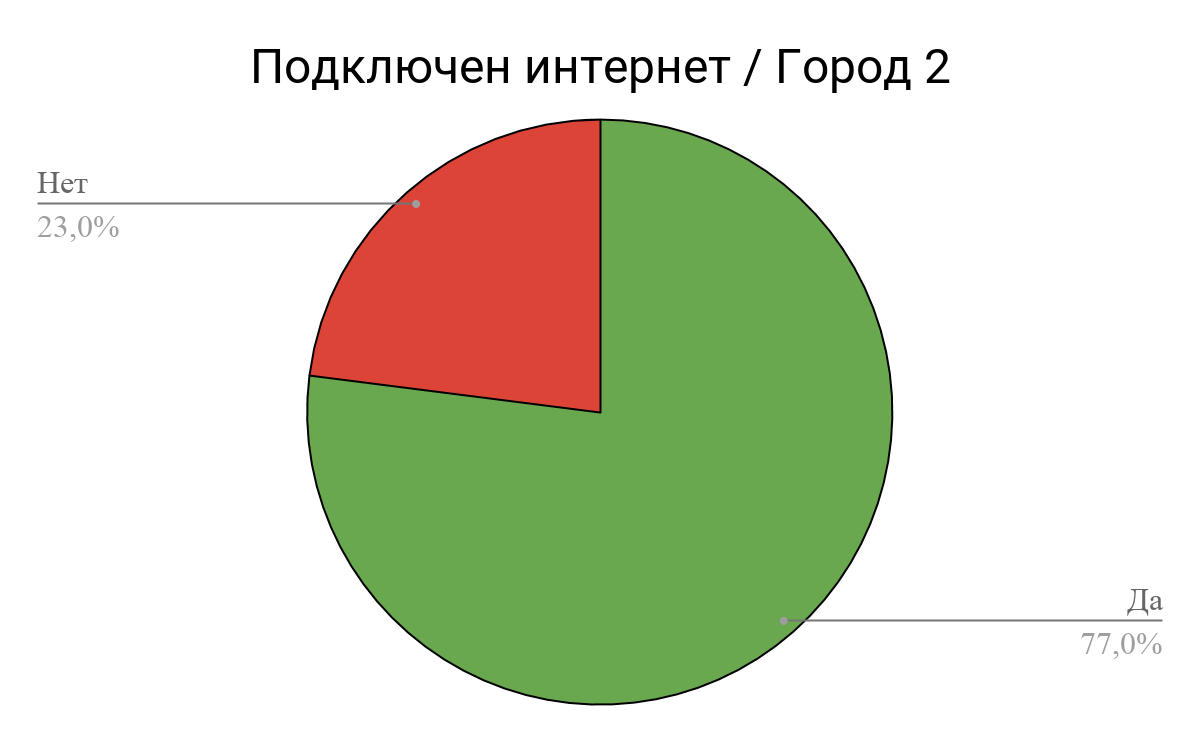 Подключен интернет / Город 2
Нет
23,0%
Да
77,0%